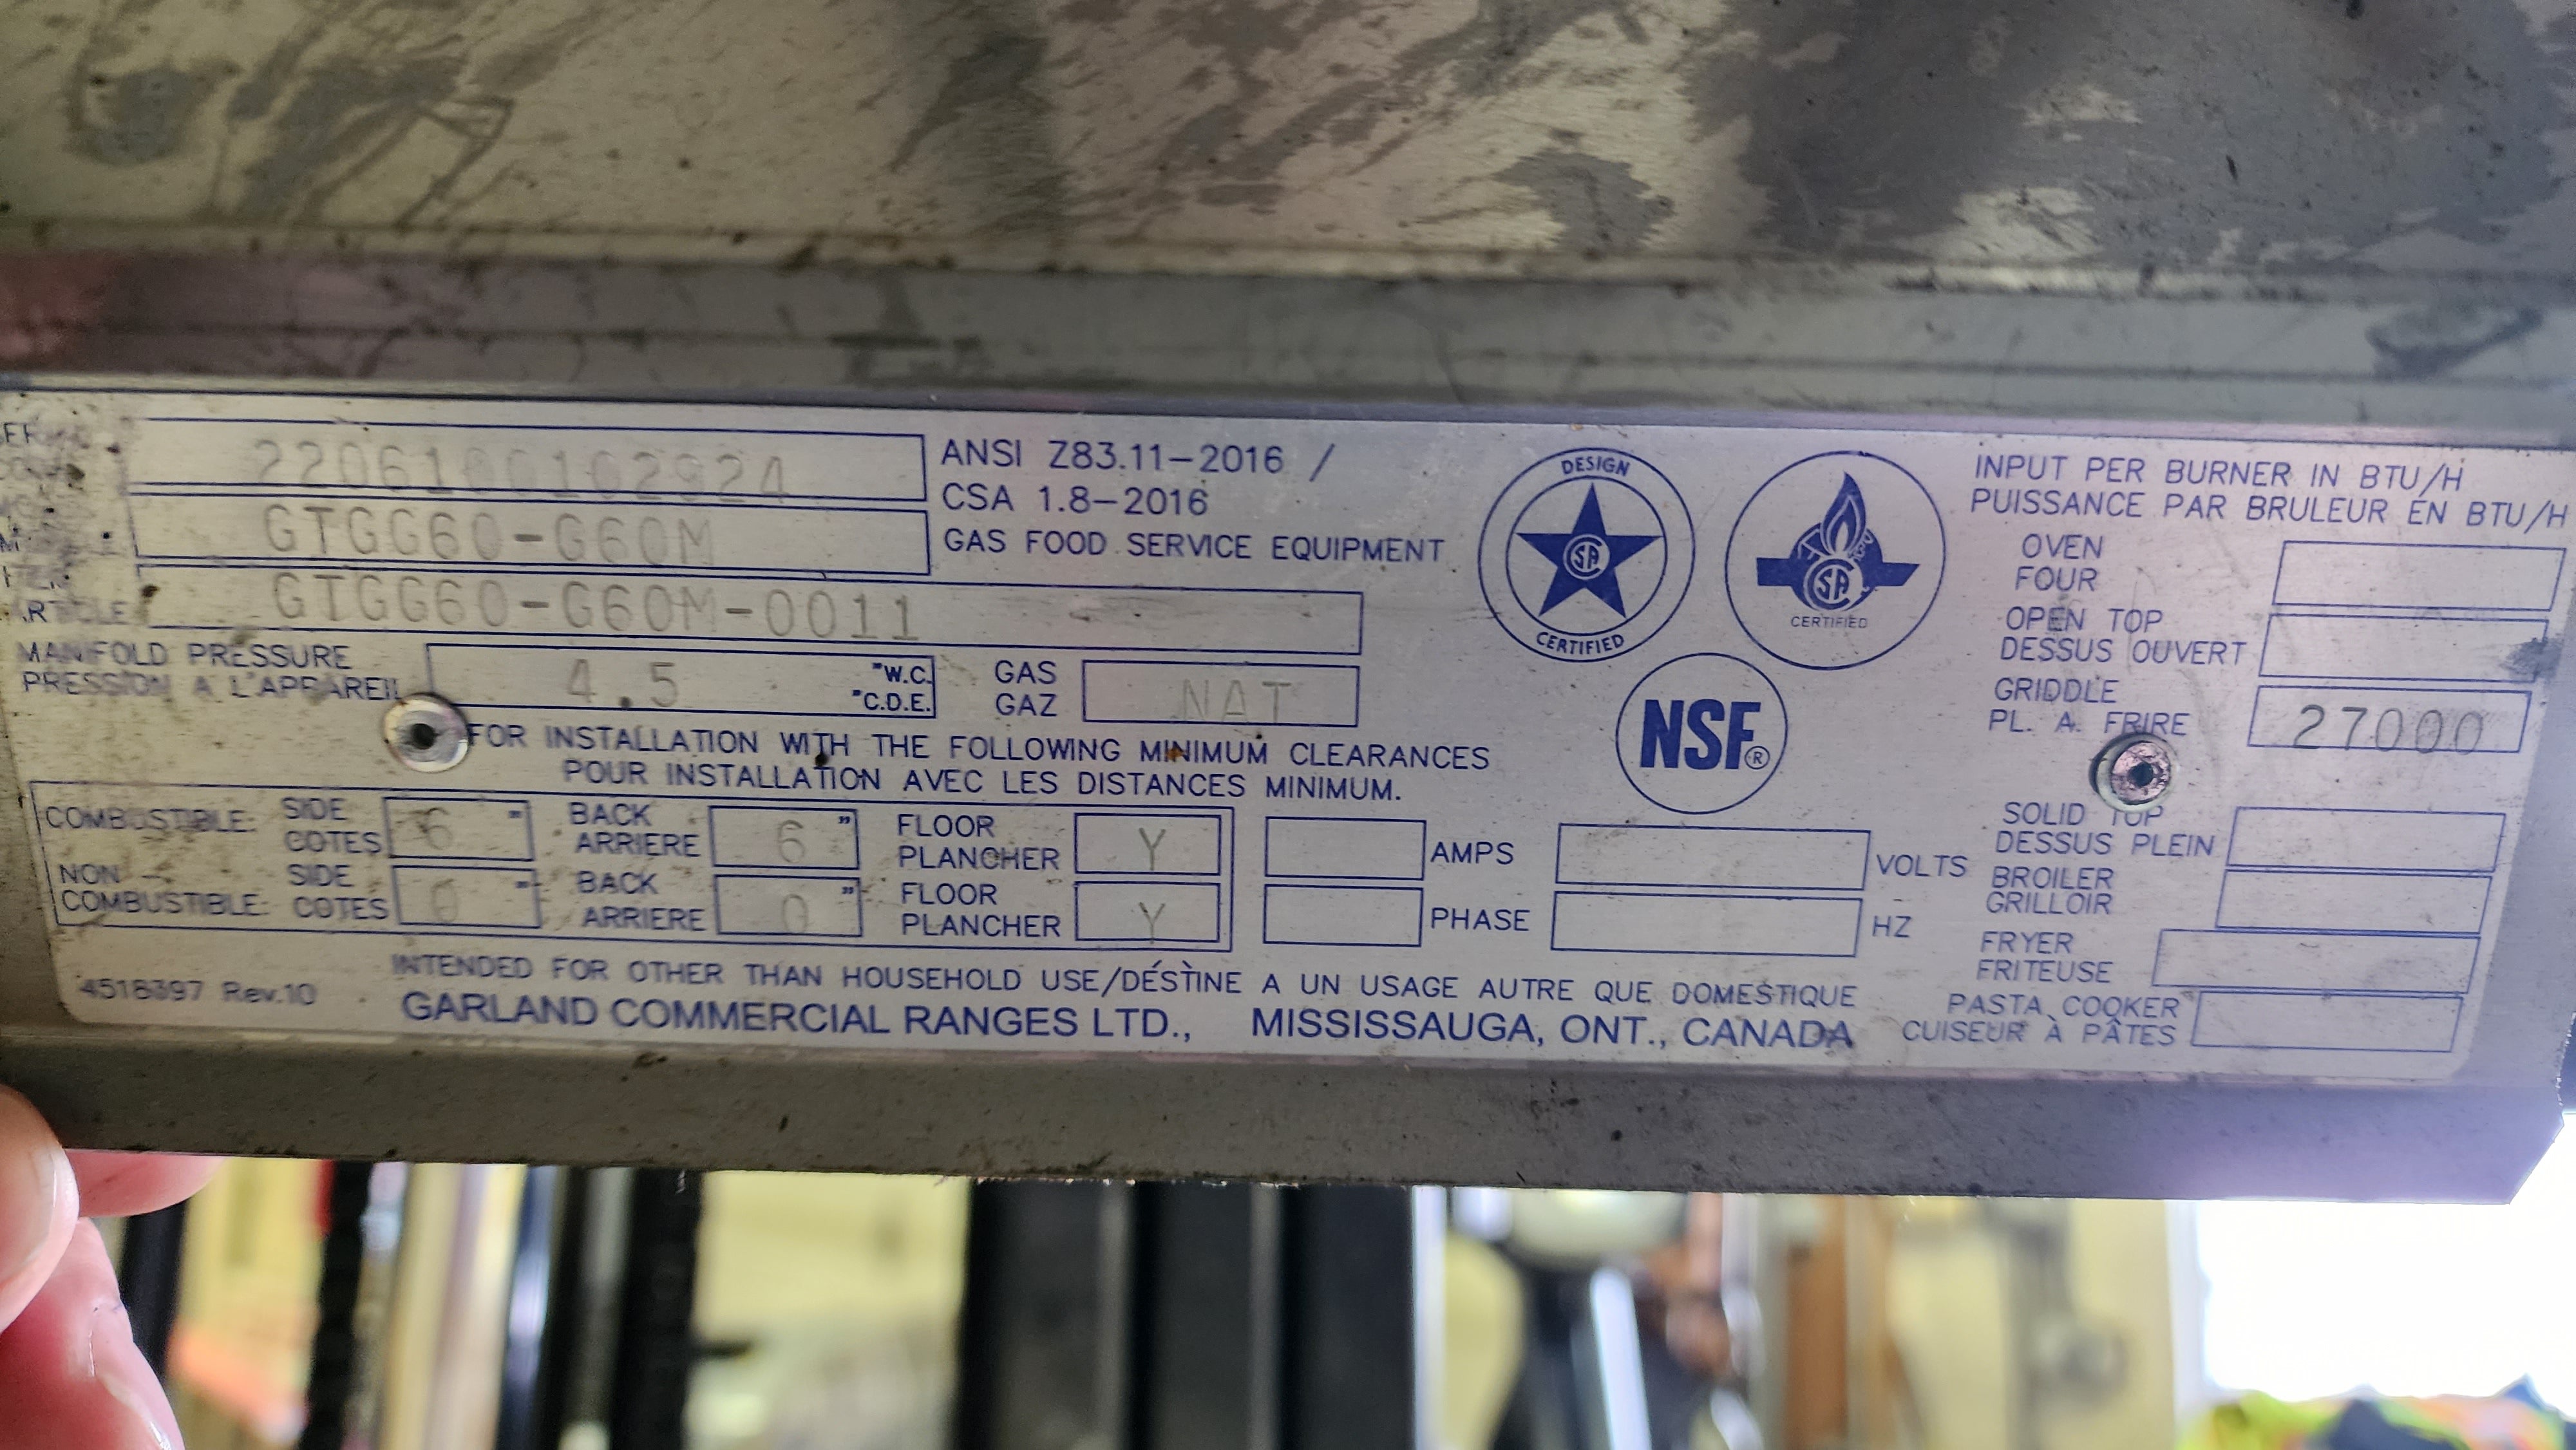 2206100102924
GTGG60-G60M
GTGG60-G60M-0011
ARTICLE
ANSI Z83.11-2016 /
CSA 1.8-2016
GAS FOOD SERVICE EQUIPMENT
MANIFOLD PRESSURE
PRESSION A L'APPAREIL
4.5
"W.C.
"C.D.E.
GAS
GAZ
NAT
FOR INSTALLATION WITH THE FOLLOWING MINIMUM CLEARANCES
POUR INSTALLATION AVEC LES DISTANCES MINIMUM.
COMBUSTIBLE: SIDE COTES 6 " BACK ARRIERE 6 " FLOOR PLANCHER Y
NON - COMBUSTIBLE: SIDE COTES 0 " BACK ARRIERE 0 " FLOOR PLANCHER Y
AMPS
VOLTS
PHASE
HZ
DESIGN
SA
CERTIFIED
SA
CERTIFIED
NSF®
INPUT PER BURNER IN BTU/H
PUISSANCE PAR BRULEUR EN BTU/H
OVEN
FOUR
OPEN TOP
DESSUS OUVERT
GRIDDLE
PL. A. FRIRE
27000
SOLID TOP
DESSUS PLEIN
BROILER
GRILLOIR
FRYER
FRITEUSE
PASTA COOKER
CUISEUR À PÂTES
INTENDED FOR OTHER THAN HOUSEHOLD USE/DÉSTINE A UN USAGE AUTRE QUE DOMESTIQUE
4518397 Rev.10
GARLAND COMMERCIAL RANGES LTD., MISSISSAUGA, ONT., CANADA